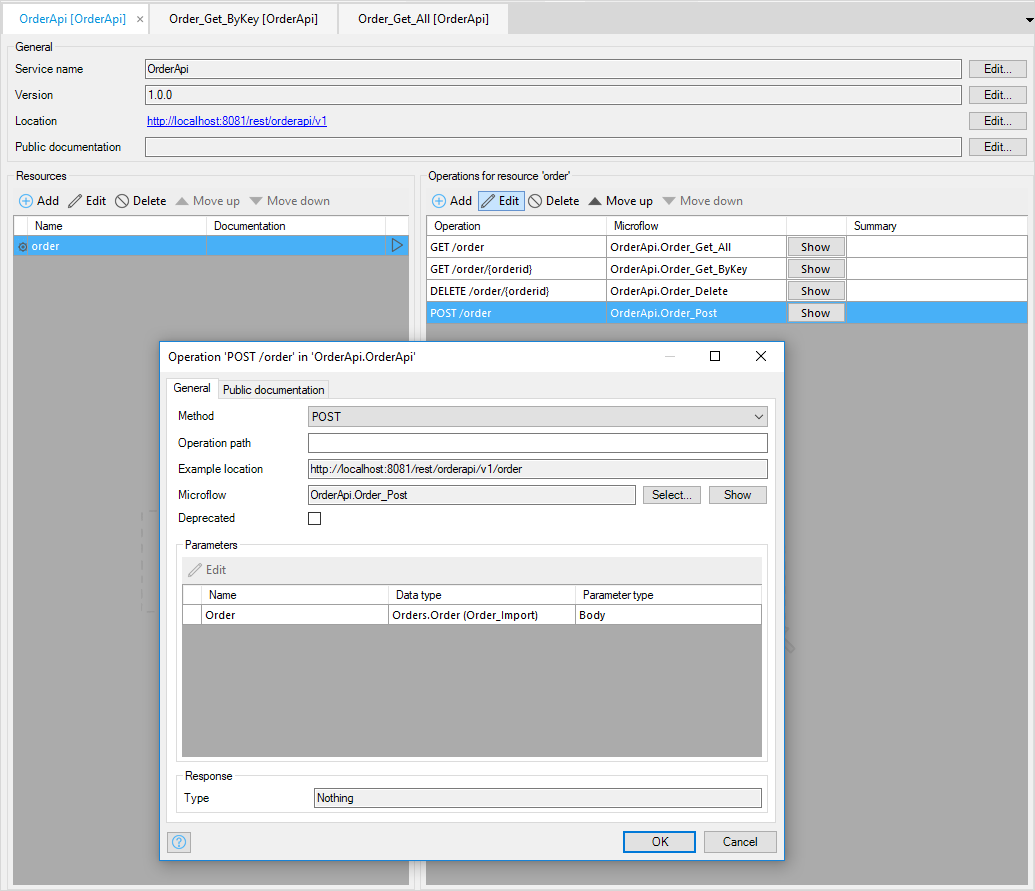 OrderApi [OrderApi] × Order_Get_ByKey [OrderApi] Order_Get_All [OrderApi]
General
Service name OrderApi Edit...
Version 1.0.0 Edit...
Location http://localhost:8081/rest/orderapi/v1 Edit...
Public documentation Edit...
Resources
Add Edit Delete Move up Move down
Name Documentation
order
Operations for resource 'order'
Add Edit Delete Move up Move down
Operation Microflow Summary
GET /order OrderApi.Order_Get_All Show
GET /order/{orderid} OrderApi.Order_Get_ByKey Show
DELETE /order/{orderid} OrderApi.Order_Delete Show
POST /order OrderApi.Order_Post Show
Operation 'POST /order' in 'OrderApi.OrderApi'
General Public documentation
Method POST
Operation path
Example location http://localhost:8081/rest/orderapi/v1/order
Microflow OrderApi.Order_Post Select... Show
Deprecated
Parameters
Edit
Name Data type Parameter type
Order Orders.Order (Order_Import) Body
Response
Type Nothing
? OK Cancel